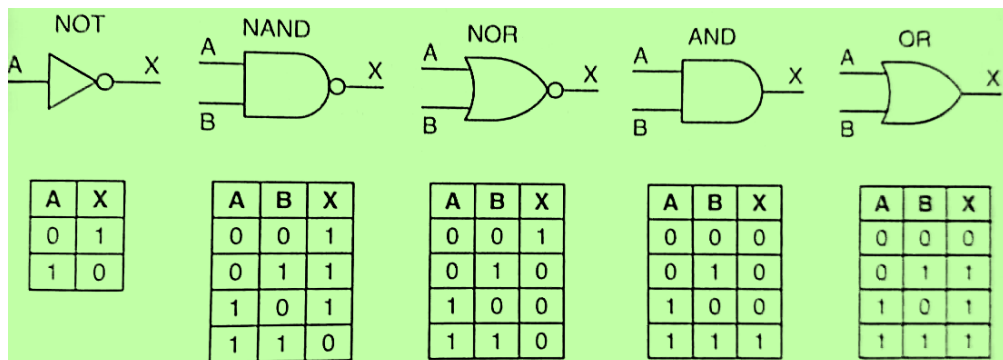 NOT
A X
A X
0 1
1 0
NAND
A
X
B
A B X
0 0 1
0 1 1
1 0 1
1 1 0
NOR
A
X
B
A B X
0 0 1
0 1 0
1 0 0
1 1 0
AND
A
X
B
A B X
0 0 0
0 1 0
1 0 0
1 1 1
OR
A
X
B
A B X
0 0 0
0 1 1
1 0 1
1 1 1